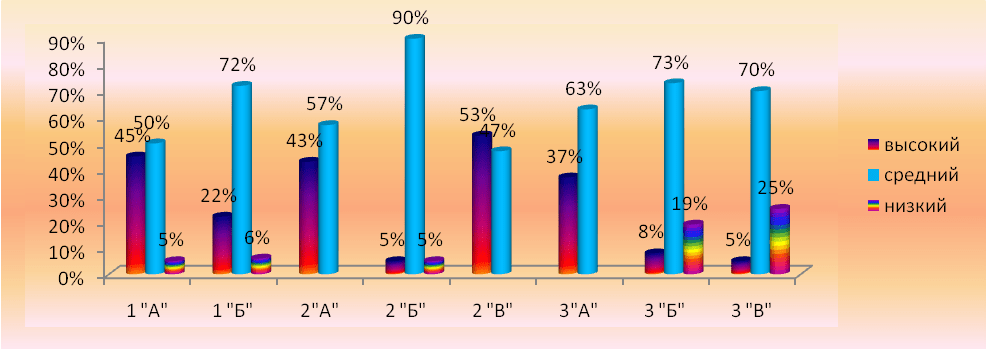 90%
80%
70%
60%
50%
40%
30%
20%
10%
0%
45%
50%
5%
22%
72%
6%
43%
57%
5%
90%
5%
53%
47%
37%
63%
8%
73%
19%
5%
70%
25%
1 "А"
1 "Б"
2"А"
2 "Б"
2 "В"
3"А"
3 "Б"
3 "В"
высокий
средний
низкий